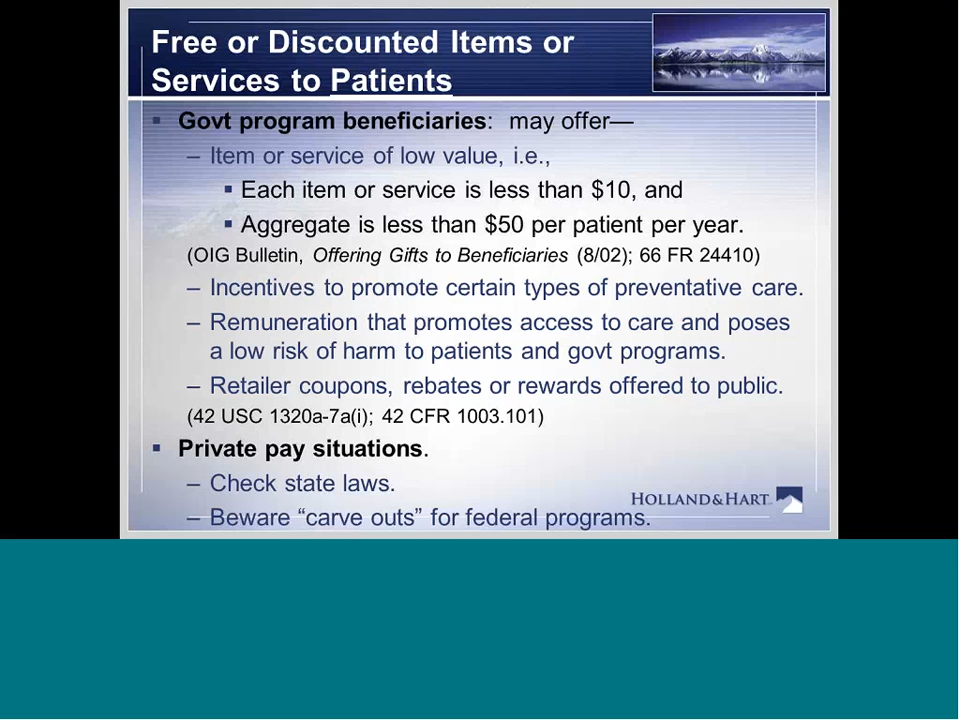 Free or Discounted Items or
Services to Patients
▪ Govt program beneficiaries: may offer—
– Item or service of low value, i.e.,
▪ Each item or service is less than $10, and
▪ Aggregate is less than $50 per patient per year.
(OIG Bulletin, Offering Gifts to Beneficiaries (8/02); 66 FR 24410)
– Incentives to promote certain types of preventative care.
– Remuneration that promotes access to care and poses
a low risk of harm to patients and govt programs.
– Retailer coupons, rebates or rewards offered to public.
(42 USC 1320a-7a(i); 42 CFR 1003.101)
▪ Private pay situations.
– Check state laws.
HOLLAND&HART
– Beware “carve outs” for federal programs.